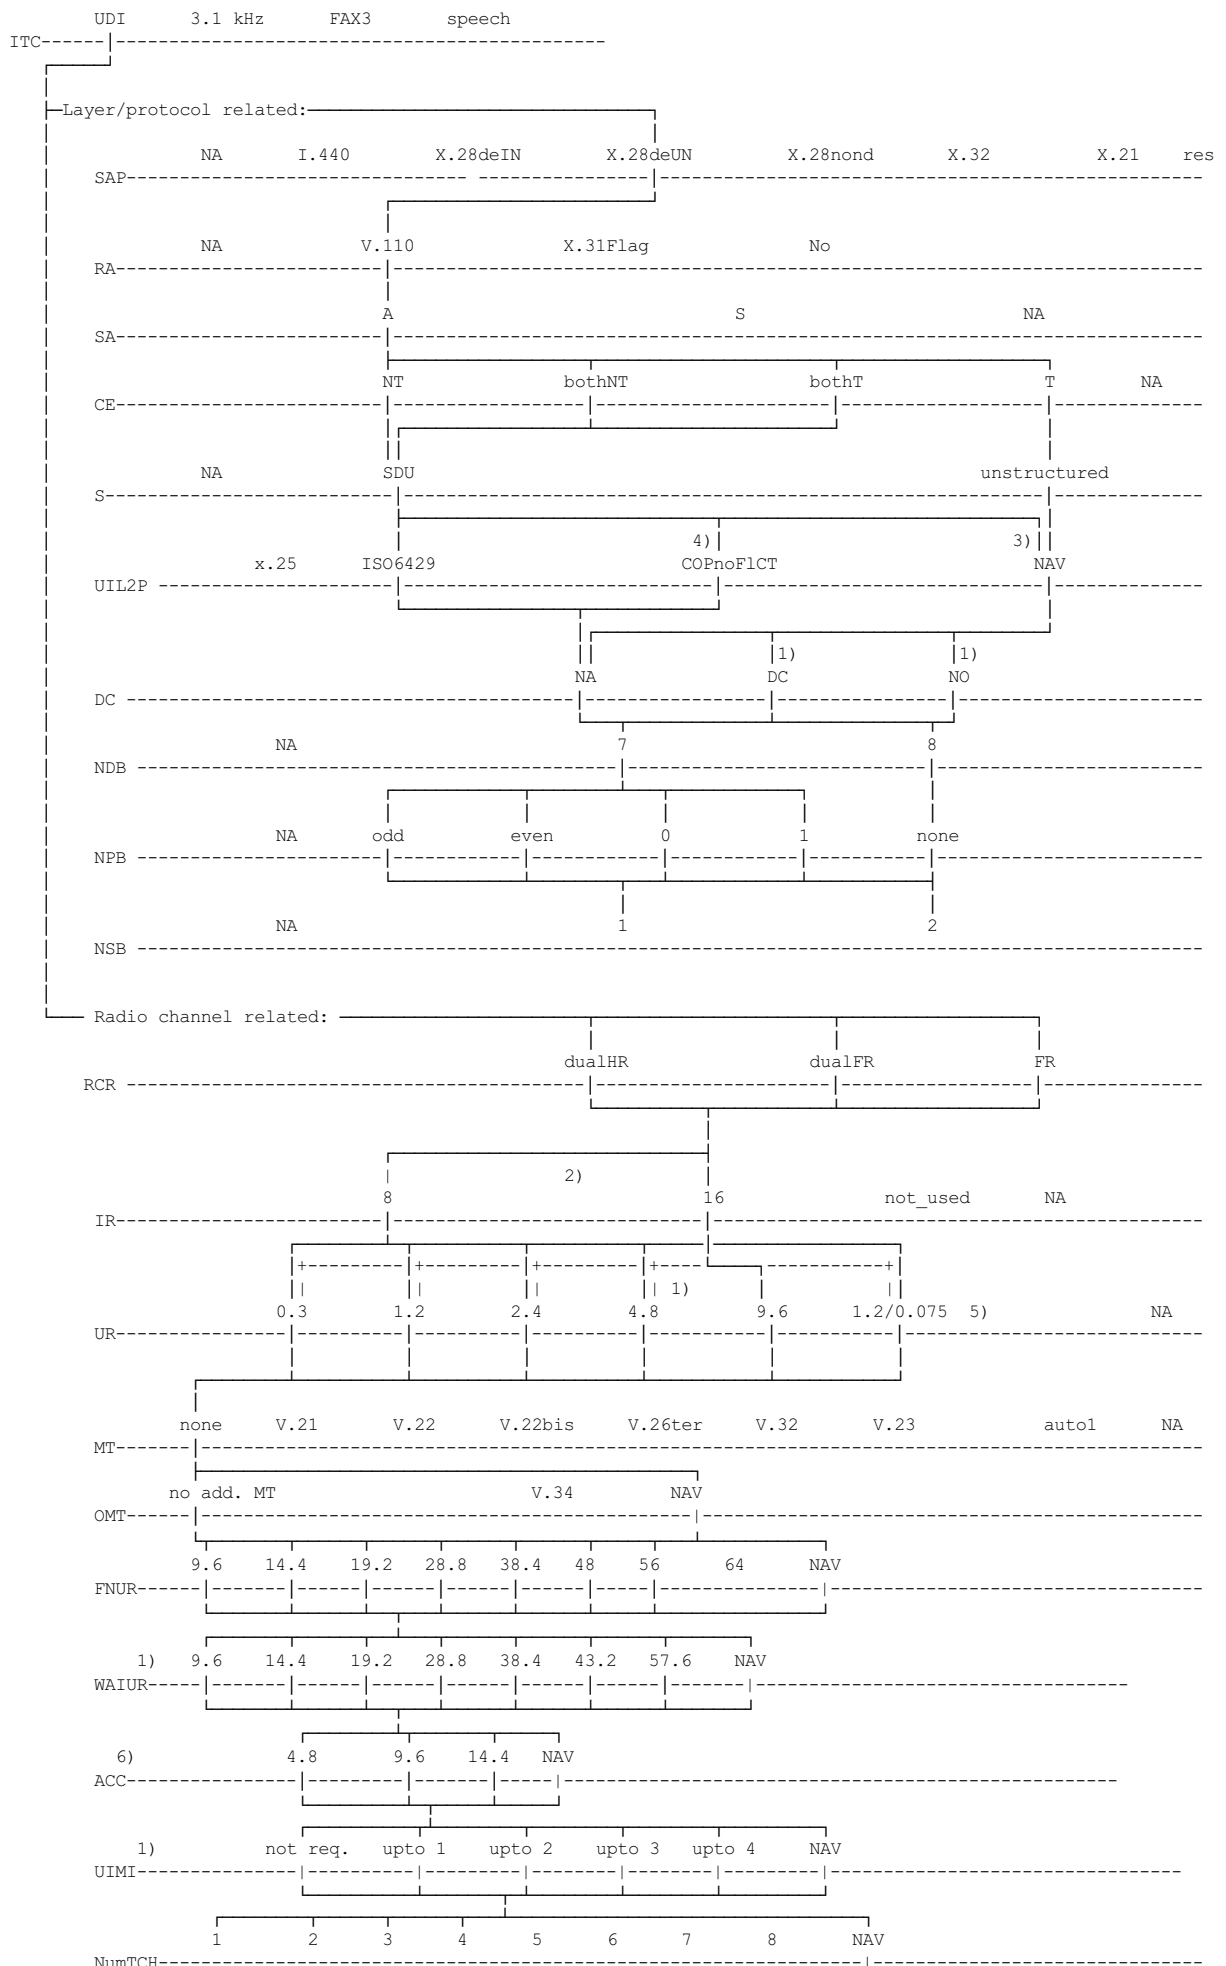 UDI 3.1 kHz FAX3 speech
ITC
Layer/protocol related:
NA I.440 X.28deIN X.28deUN X.28nond X.32 X.21 res
SAP
NA V.110 X.31Flag No
RA
A S NA
SA
NT bothNT bothT T NA
CE
NA SDU unstructured
S
4) 3)
x.25 ISO6429 COPnoFlCT NAV
UIL2P
1) 1)
NA DC NO
DC
NA 7 8
NDB
NA odd even 0 1 none
NPB
NA 1 2
NSB
Radio channel related:
dualHR dualFR FR
RCR
2)
8 16 not_used NA
IR
1)
0.3 1.2 2.4 4.8 9.6 1.2/0.075 5) NA
UR
none V.21 V.22 V.22bis V.26ter V.32 V.23 auto1 NA
MT
no add. MT V.34 NAV
OMT
9.6 14.4 19.2 28.8 38.4 48 56 64 NAV
FNUR
1) 9.6 14.4 19.2 28.8 38.4 43.2 57.6 NAV
WAIUR
6) 4.8 9.6 14.4 NAV
ACC
1) not req. upto 1 upto 2 upto 3 upto 4 NAV
UIMI
1 2 3 4 5 6 7 8 NAV
NumTCH